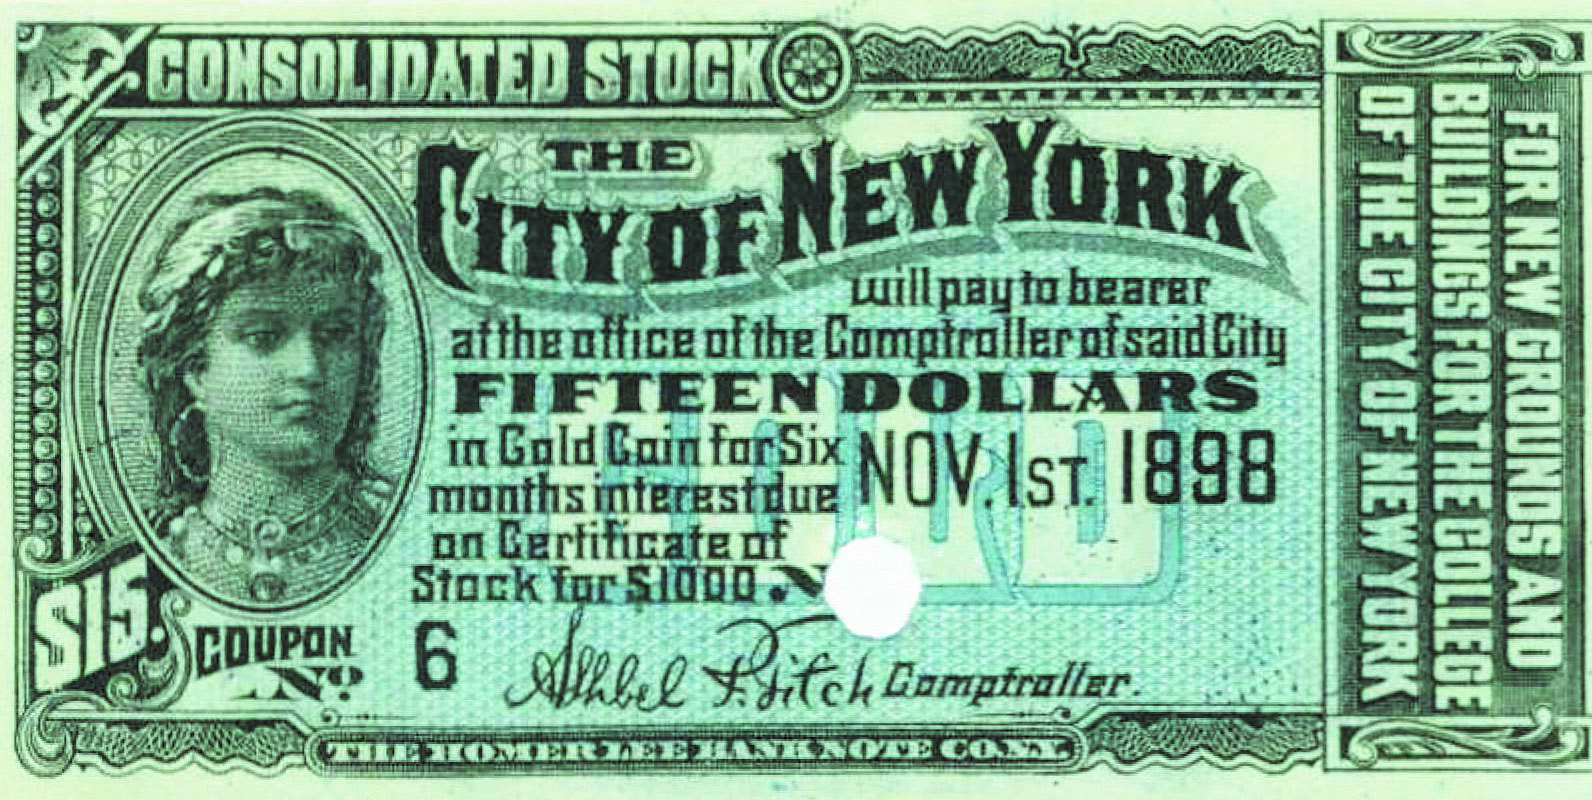 CONSOLIDATED STOCK
THE
CITY OF NEW YORK
will pay to bearer
at the office of the Comptroller of said City
FIFTEEN DOLLARS
in Gold Coin for Six
months interest due
NOV. 1ST. 1898
on Certificate of
Stock for $1000.
$15.
COUPON
No
6
Ashbel P. Fitch Comptroller.
THE HOMER LEE BANK NOTE CO. N.Y.
FOR NEW GROUNDS AND
BUILDINGS FOR THE COLLEGE
OF THE CITY OF NEW YORK